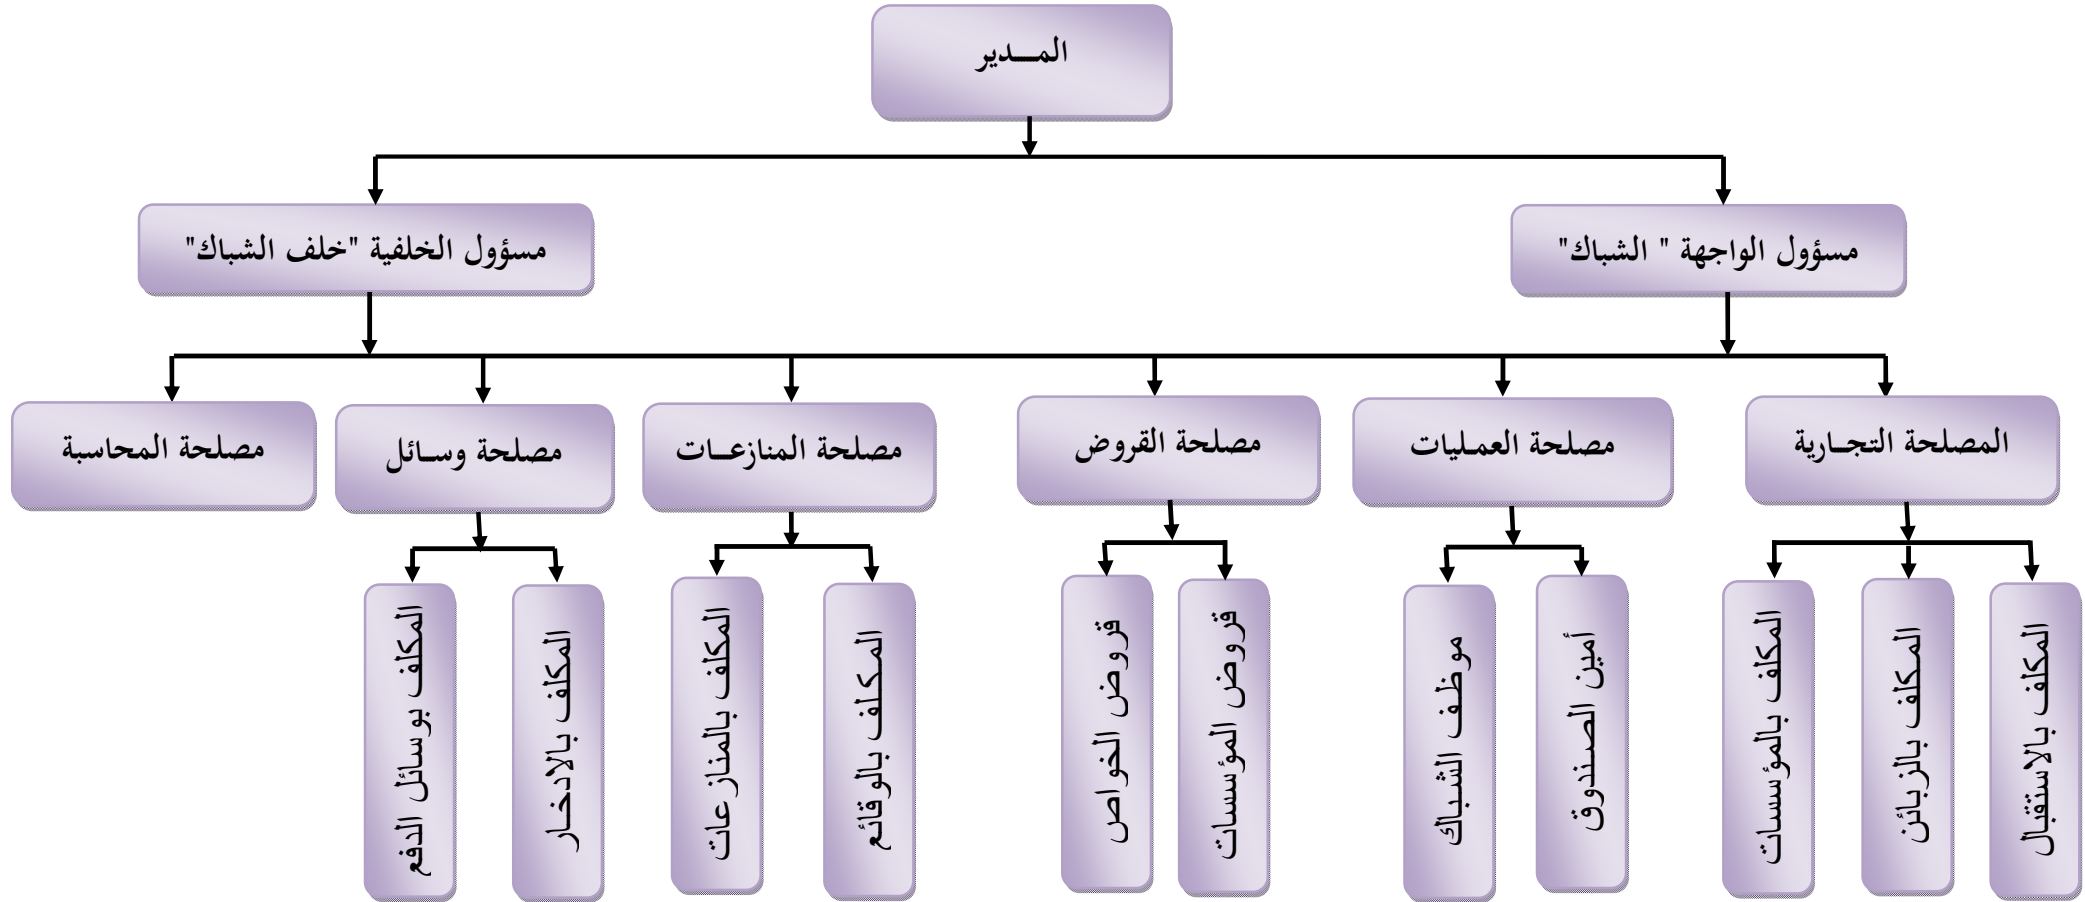 المـــدير
مسؤول الواجهة " الشباك"
مسؤول الخلفية "خلف الشباك"
المصلحة التجـارية
مصلحة العمـليات
مصلحة القروض
مصلحة المنازعـات
مصلحة وسـائل
مصلحة المحاسبة
المكلف بالاستقبال
المكلف بالزبائن
المكلف بالمؤسسات
أمين الصندوق
موظف الشباك
قروض المؤسسات
قروض الخواص
المكلف بالوقائع
المكلف بالمنازعات
المكلف بالادخار
المكلف بوسائل الدفع